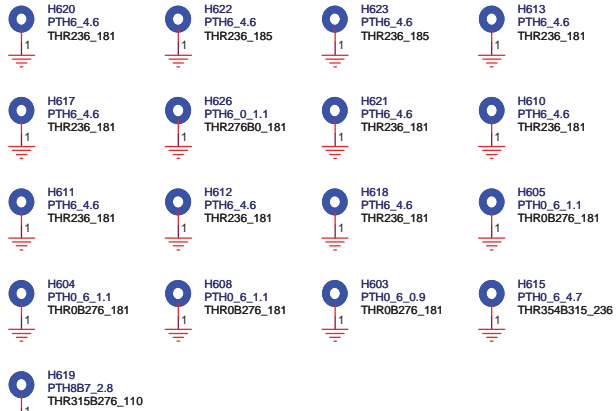 H620
PTH6_4.6
THR236_181
1
H622
PTH6_4.6
THR236_185
1
H623
PTH6_4.6
THR236_185
1
H613
PTH6_4.6
THR236_181
1
H617
PTH6_4.6
THR236_181
1
H626
PTH6_0_1.1
THR276B0_181
1
H621
PTH6_4.6
THR236_181
1
H610
PTH6_4.6
THR236_181
1
H611
PTH6_4.6
THR236_181
1
H612
PTH6_4.6
THR236_181
1
H618
PTH6_4.6
THR236_181
1
H605
PTH0_6_1.1
THR0B276_181
1
H604
PTH0_6_1.1
THR0B276_181
1
H608
PTH0_6_1.1
THR0B276_181
1
H603
PTH0_6_0.9
THR0B276_181
1
H615
PTH0_6_4.7
THR354B315_236
1
H619
PTH8B7_2.8
THR315B276_110
1